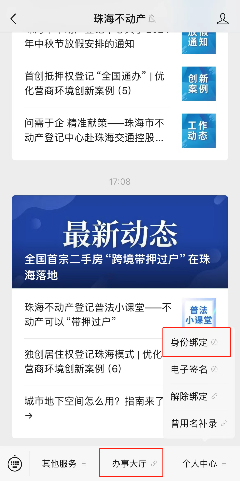 珠海不动产
年中秋节放假安排的通知
放假
通知
首创抵押权登记“全国通办” | 优
化营商环境创新案例 (5)
创新
案例
问需于企 精准献策——珠海市不
动产登记中心赴珠海交通控股...
工作
动态
17:08
最新动态
全国首宗二手房“跨境带押过户”在珠
海落地
珠海不动产登记普法小课堂——不
动产可以“带押过户”
普法
小课堂
独创居住权登记珠海模式 | 优化
营商环境创新案例
城市地下空间怎么用？指南来了
→
身份绑定
电子签名
解除绑定
曾用名补录
其他服务
办事大厅
个人中心